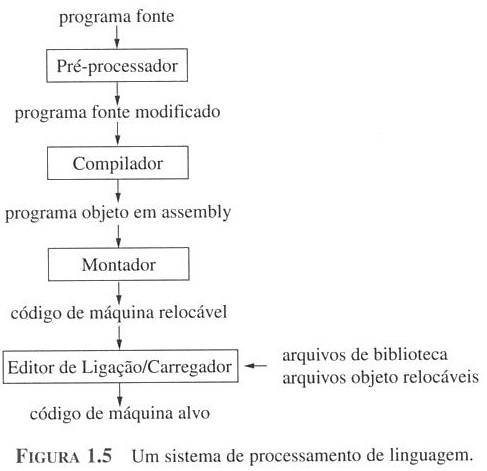 programa fonte
Pré-processador
programa fonte modificado
Compilador
programa objeto em assembly
Montador
código de máquina relocável
Editor de Ligação/Carregador
arquivos de biblioteca
arquivos objeto relocáveis
código de máquina alvo
FIGURA 1.5 Um sistema de processamento de linguagem.